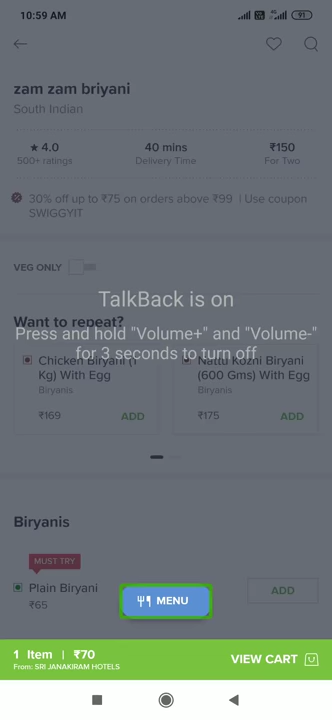 10:59 AM
91
zam zam briyani
South Indian
★ 4.0
40 mins
₹150
500+ ratings
Delivery Time
For Two
30% off up to ₹75 on orders above ₹99 | Use coupon
SWIGGYIT
VEG ONLY
TalkBack is on
Want to repeat?
Press and hold "Volume+" and "Volume-"
for 3 seconds to turn off
Chicken Biryani (1
Kg) With Egg
Biryanis
₹169
ADD
Nattu Kozhi Biryani
(600 Gms) With Egg
Biryanis
₹175
ADD
Biryanis
MUST TRY
Plain Biryani
₹65
ADD
MENU
1 Item | ₹70
From: SRI JANAKIRAM HOTELS
VIEW CART